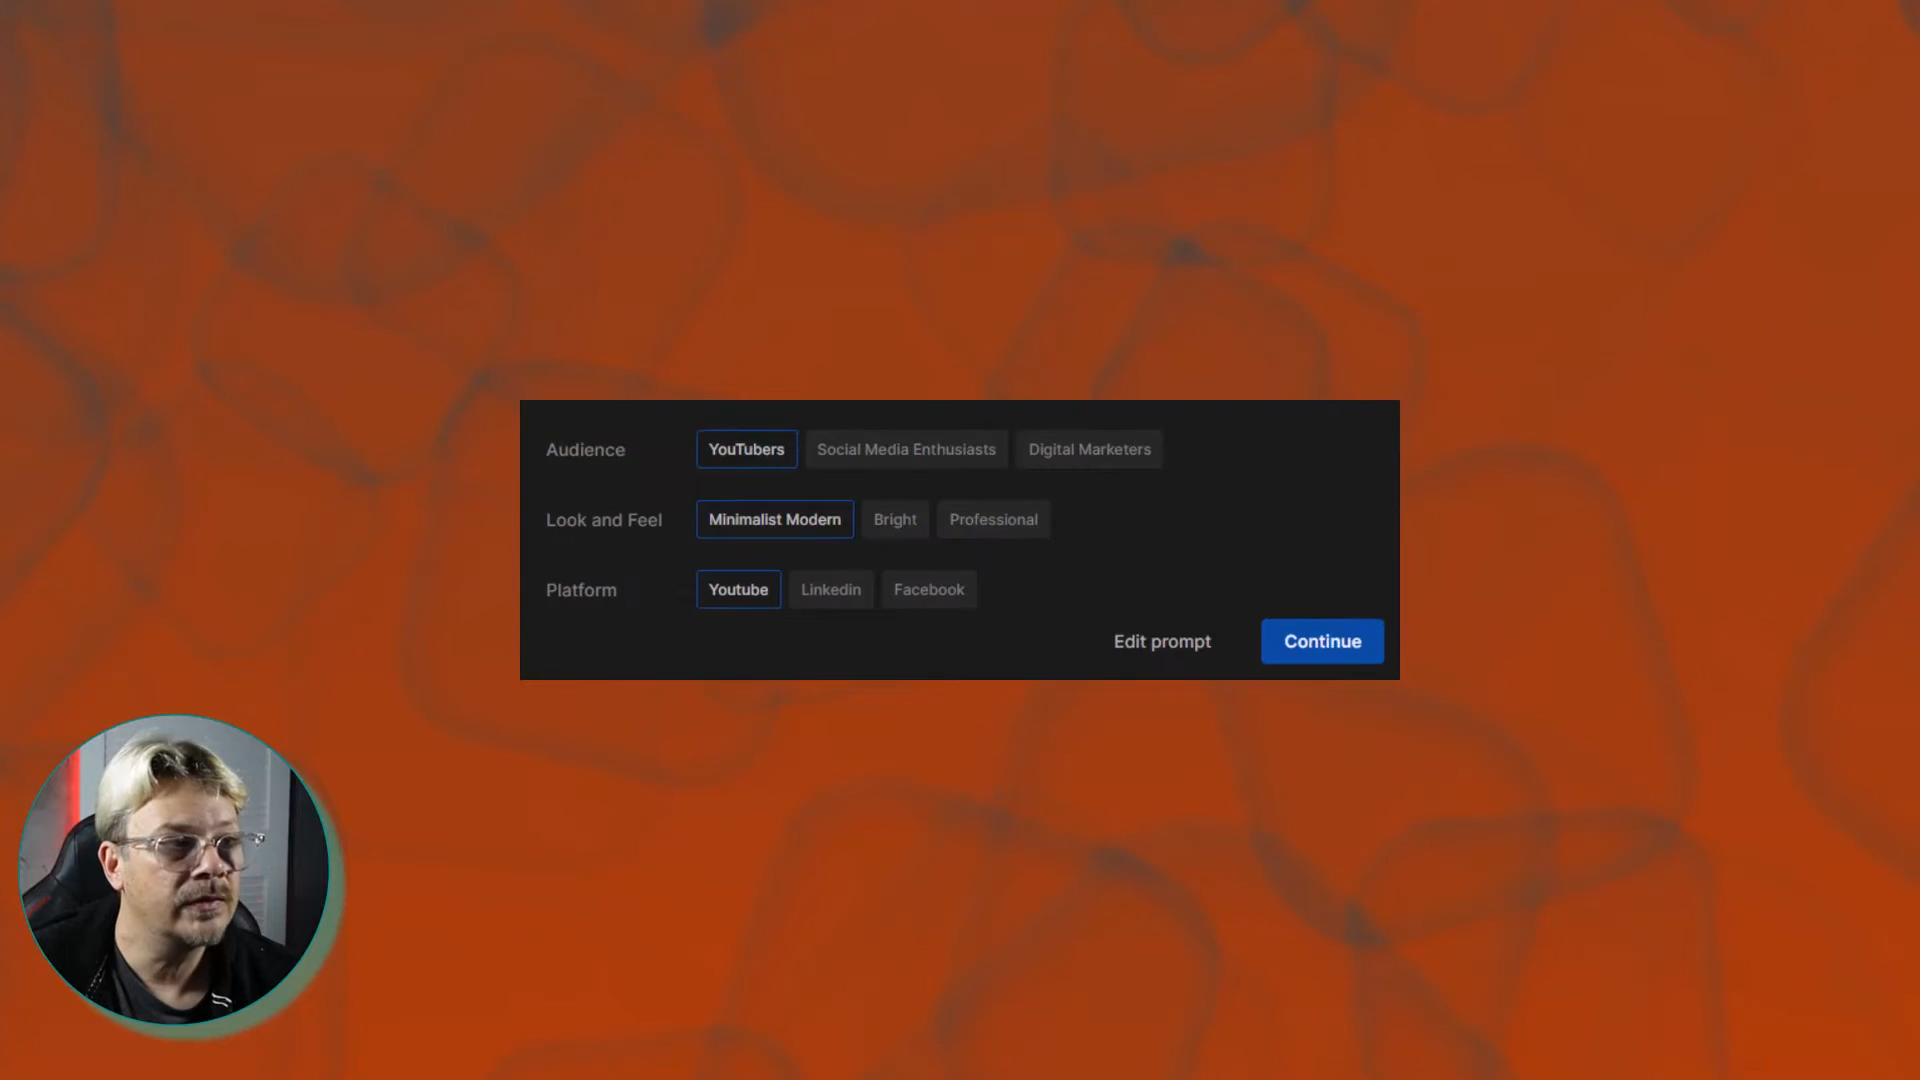 Audience YouTubers Social Media Enthusiasts Digital Marketers
Look and Feel Minimalist Modern Bright Professional
Platform Youtube Linkedin Facebook
Edit prompt Continue